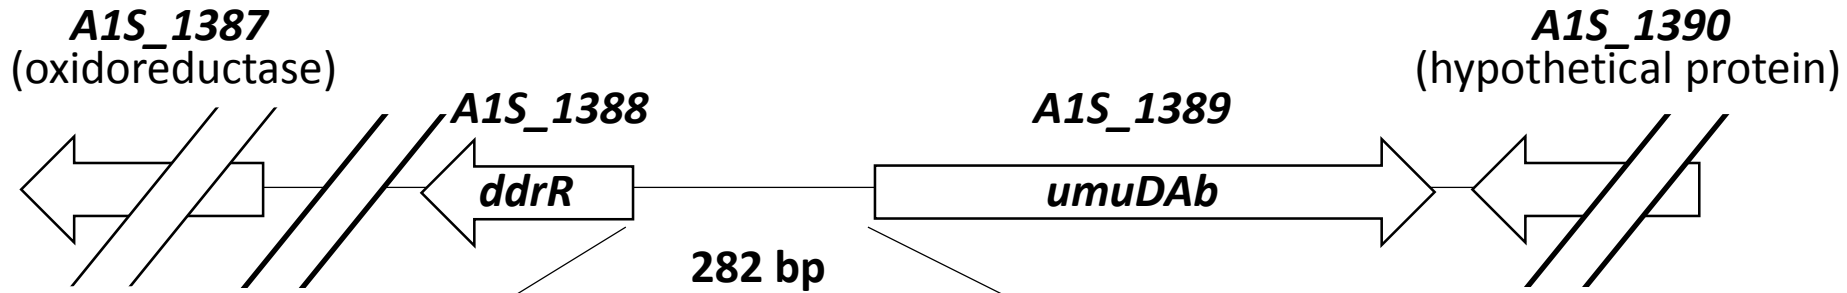 A1S_1387
(oxidoreductase)
A1S_1390
(hypothetical protein)
A1S_1388
A1S_1389
ddrR
umuDAb
282 bp